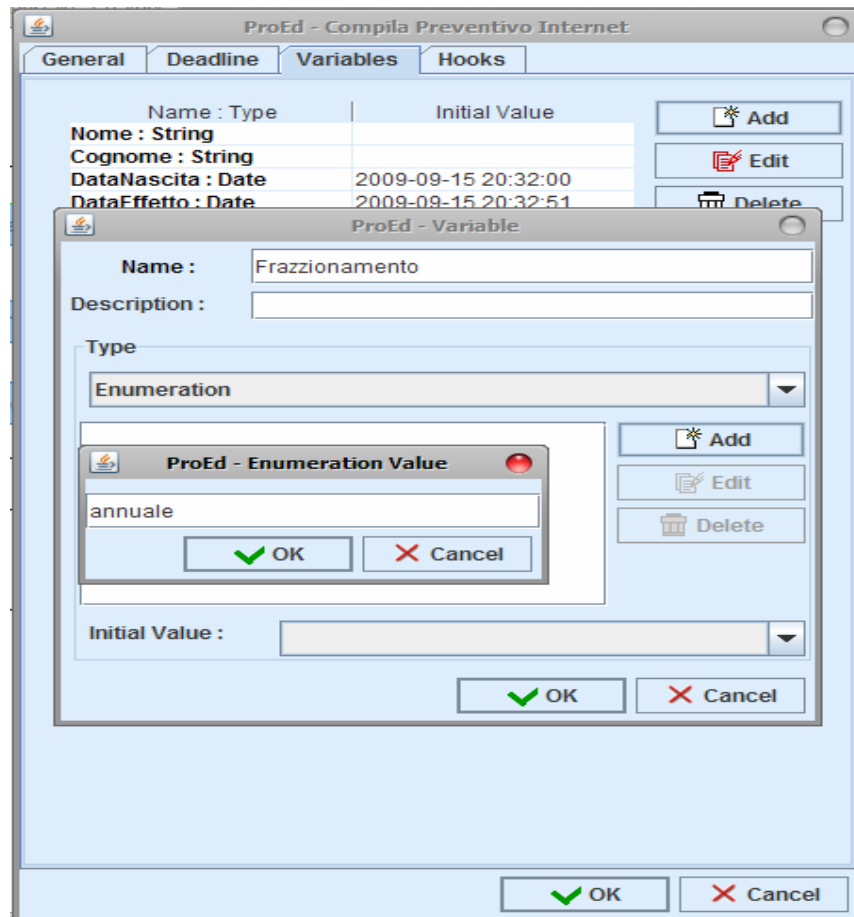 ProEd - Compila Preventivo Internet
General Deadline Variables Hooks
Name : Type Initial Value
Add
Nome : String
Cognome : String
Edit
DataNascita : Date 2009-09-15 20:32:00
DataEffetto : Date 2009-09-15 20:32:51
Delete
ProEd - Variable
Name : Frazzionamento
Description :
Type
Enumeration
Add
ProEd - Enumeration Value
Edit
annuale
Delete
OK Cancel
Initial Value :
OK Cancel
OK Cancel